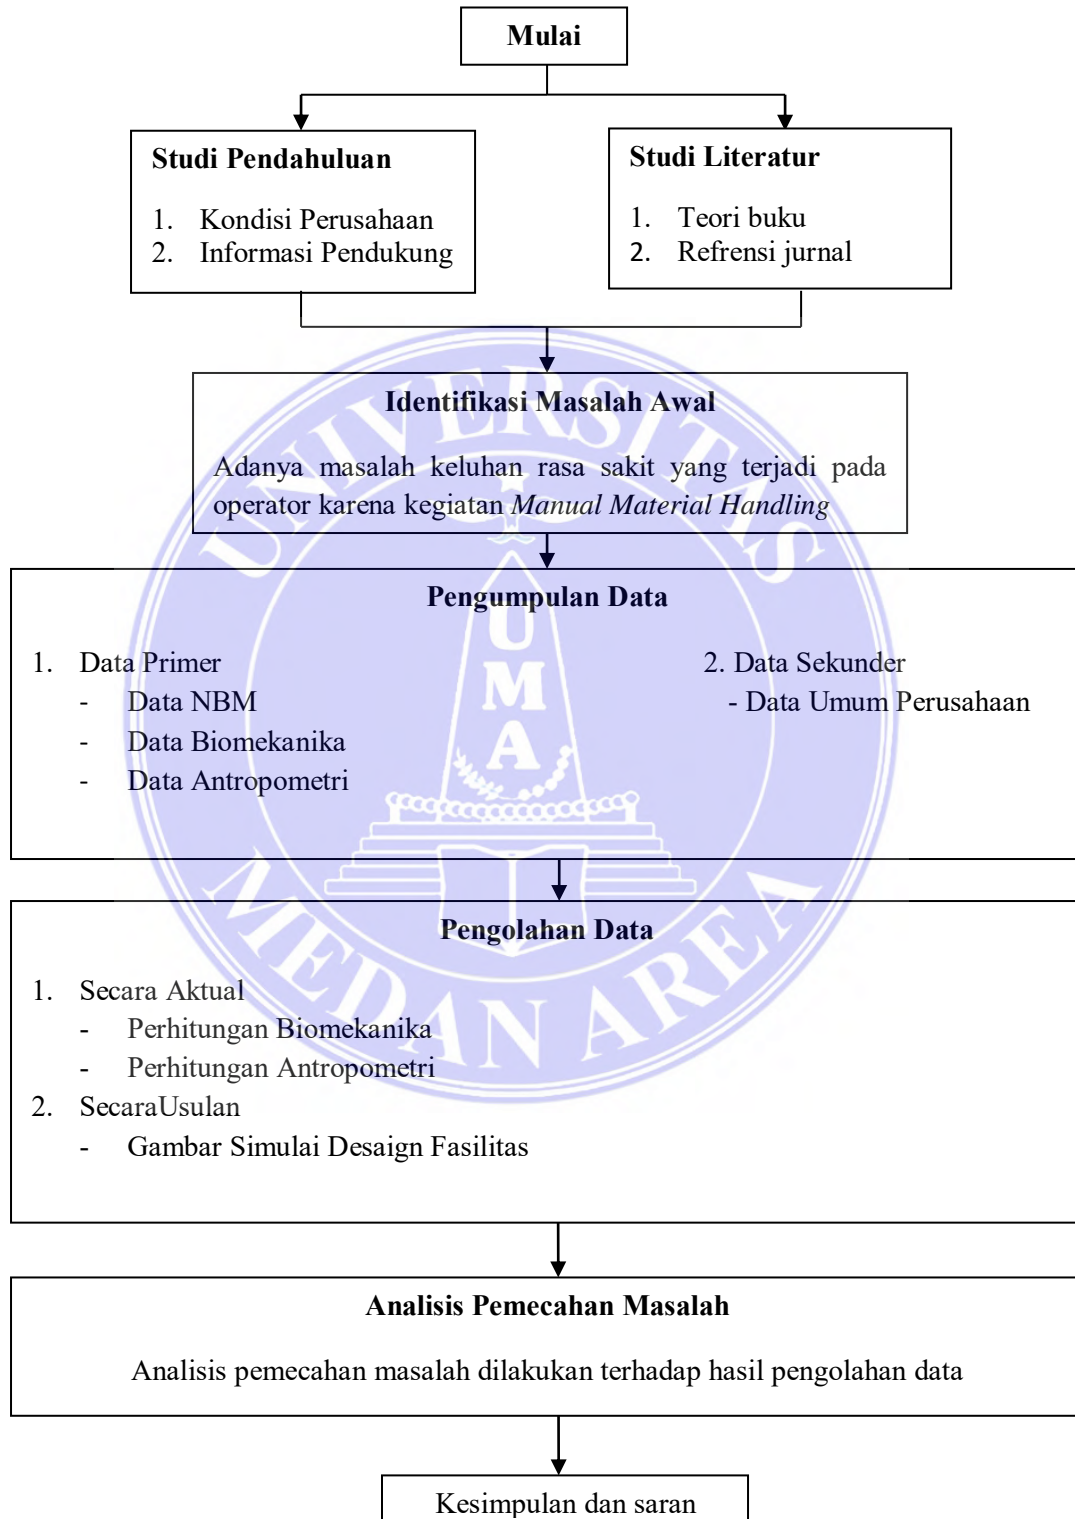 Mulai
Studi Pendahuluan
1. Kondisi Perusahaan
2. Informasi Pendukung
Studi Literatur
1. Teori buku
2. Refrensi jurnal
Identifikasi Masalah Awal
Adanya masalah keluhan rasa sakit yang terjadi pada
operator karena kegiatan Manual Material Handling
Pengumpulan Data
1. Data Primer
- Data NBM
- Data Biomekanika
- Data Antropometri
2. Data Sekunder
- Data Umum Perusahaan
Pengolahan Data
1. Secara Aktual
- Perhitungan Biomekanika
- Perhitungan Antropometri
2. SecaraUsulan
- Gambar Simulai Desaign Fasilitas
Analisis Pemecahan Masalah
Analisis pemecahan masalah dilakukan terhadap hasil pengolahan data
Kesimpulan dan saran
UNIVERSITAS
UMA
MEDAN AREA